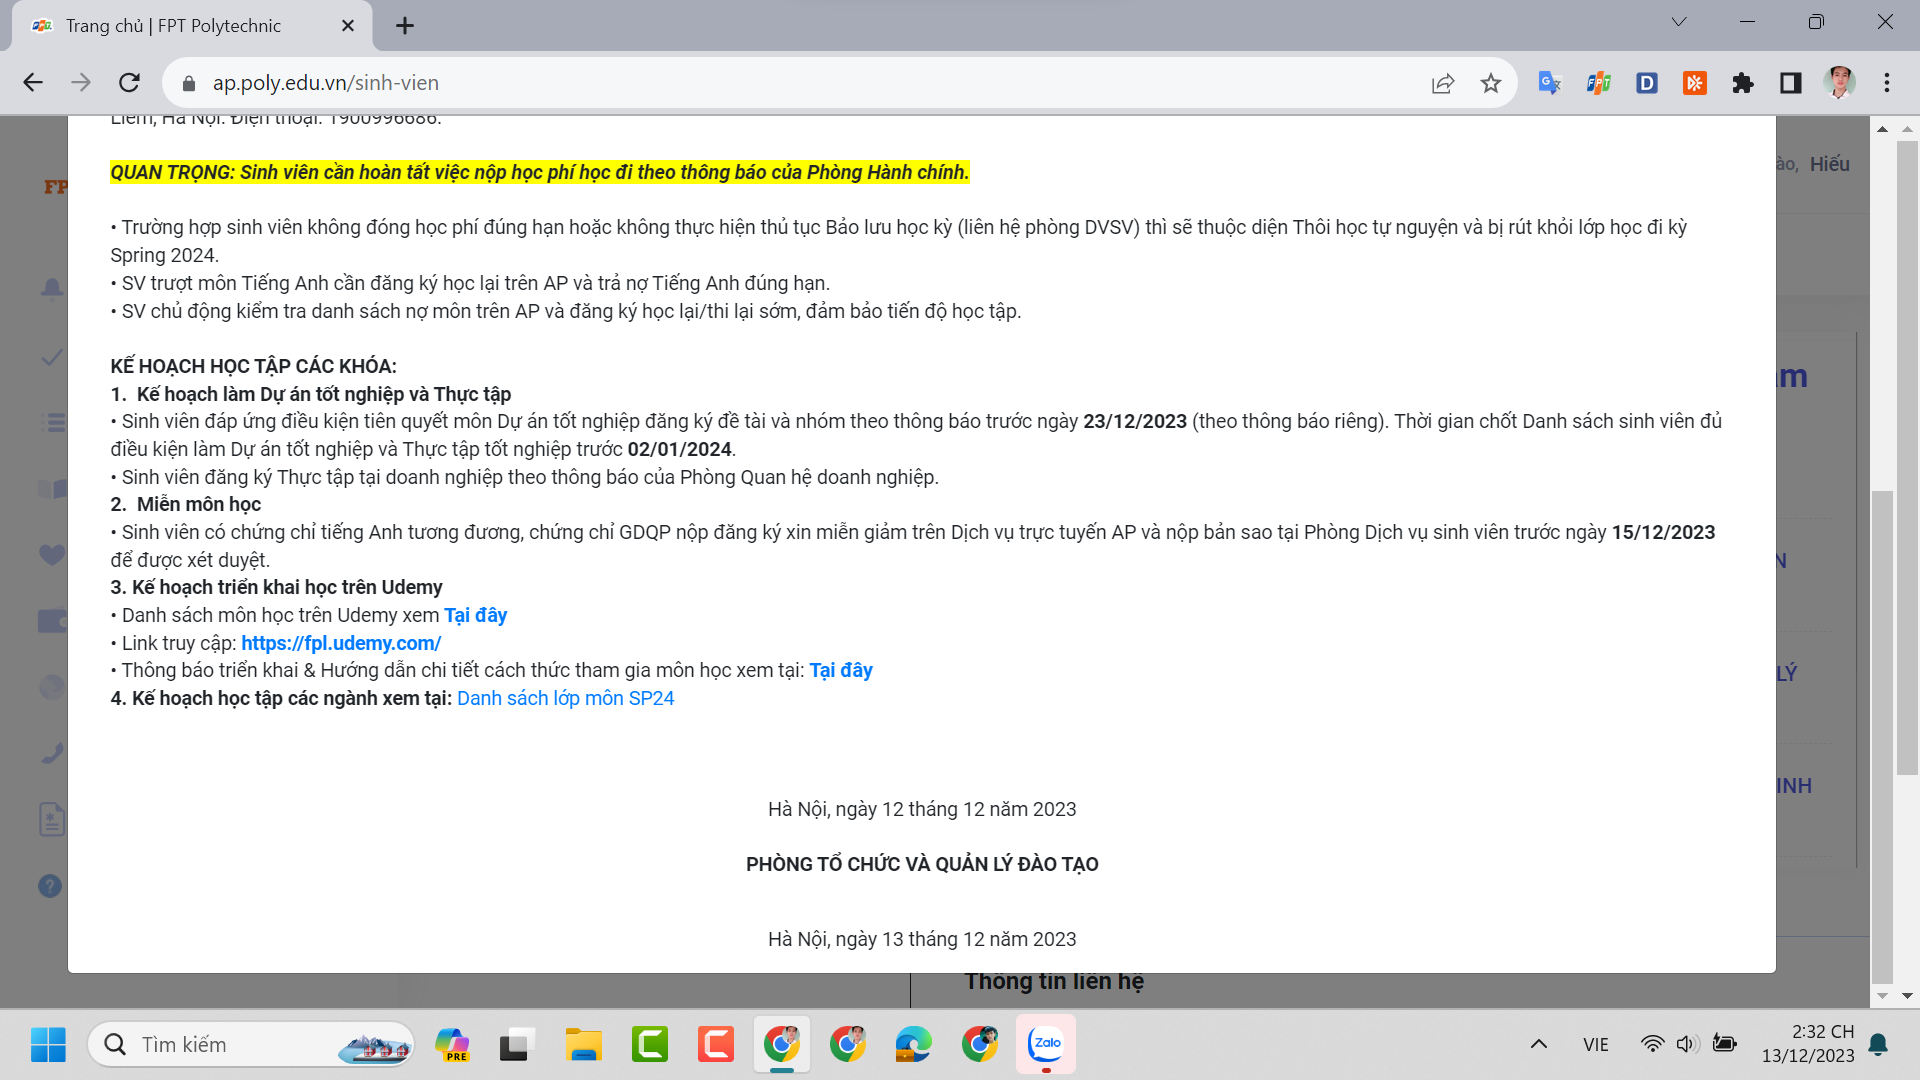 Trang chủ | FPT Polytechnic
ap.poly.edu.vn/sinh-vien
Liêm, Hà Nội. Điện thoại: 1900996686.
FP
ào, Hiếu
QUAN TRỌNG: Sinh viên cần hoàn tất việc nộp học phí học đi theo thông báo của Phòng Hành chính.
• Trường hợp sinh viên không đóng học phí đúng hạn hoặc không thực hiện thủ tục Bảo lưu học kỳ (liên hệ phòng DVSV) thì sẽ thuộc diện Thôi học tự nguyện và bị rút khỏi lớp học đi kỳ
Spring 2024.
• SV trượt môn Tiếng Anh cần đăng ký học lại trên AP và trả nợ Tiếng Anh đúng hạn.
• SV chủ động kiểm tra danh sách nợ môn trên AP và đăng ký học lại/thi lại sớm, đảm bảo tiến độ học tập.
KẾ HOẠCH HỌC TẬP CÁC KHÓA:
1. Kế hoạch làm Dự án tốt nghiệp và Thực tập
• Sinh viên đáp ứng điều kiện tiên quyết môn Dự án tốt nghiệp đăng ký đề tài và nhóm theo thông báo trước ngày 23/12/2023 (theo thông báo riêng). Thời gian chốt Danh sách sinh viên đủ
điều kiện làm Dự án tốt nghiệp và Thực tập tốt nghiệp trước 02/01/2024.
• Sinh viên đăng ký Thực tập tại doanh nghiệp theo thông báo của Phòng Quan hệ doanh nghiệp.
2. Miễn môn học
• Sinh viên có chứng chỉ tiếng Anh tương đương, chứng chỉ GDQP nộp đăng ký xin miễn giảm trên Dịch vụ trực tuyến AP và nộp bản sao tại Phòng Dịch vụ sinh viên trước ngày 15/12/2023
để được xét duyệt.
3. Kế hoạch triển khai học trên Udemy
• Danh sách môn học trên Udemy xem Tại đây
• Link truy cập: https://fpl.udemy.com/
• Thông báo triển khai & Hướng dẫn chi tiết cách thức tham gia môn học xem tại: Tại đây
4. Kế hoạch học tập các ngành xem tại: Danh sách lớp môn SP24
N
LÝ
INH
Hà Nội, ngày 12 tháng 12 năm 2023
PHÒNG TỔ CHỨC VÀ QUẢN LÝ ĐÀO TẠO
Hà Nội, ngày 13 tháng 12 năm 2023
Thông tin liên hệ
Tìm kiếm
PRE
Zalo
VIE
2:32 CH
13/12/2023